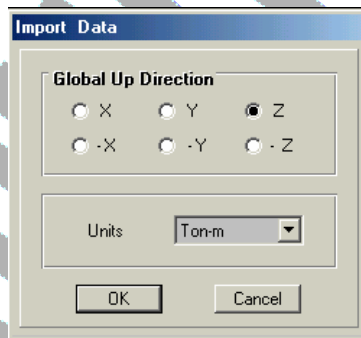 Import Data
Global Up Direction
X Y Z
-X -Y - Z
Units Ton-m
OK Cancel